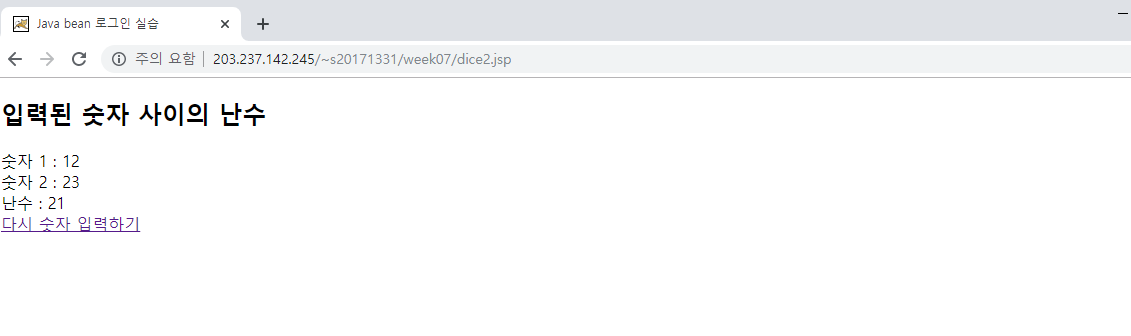 Java bean 로그인 실습
주의 요함 203.237.142.245/~s20171331/week07/dice2.jsp
입력된 숫자 사이의 난수
숫자 1 : 12
숫자 2 : 23
난수 : 21
다시 숫자 입력하기